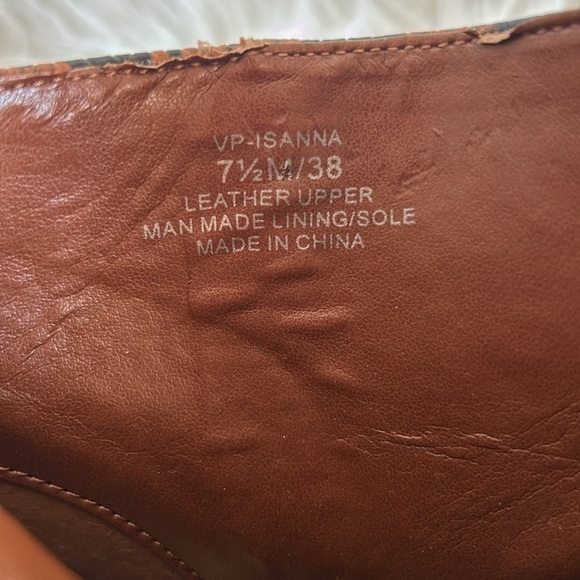 VP-ISANNA
7½M/38
LEATHER UPPER
MAN MADE LINING/SOLE
MADE IN CHINA